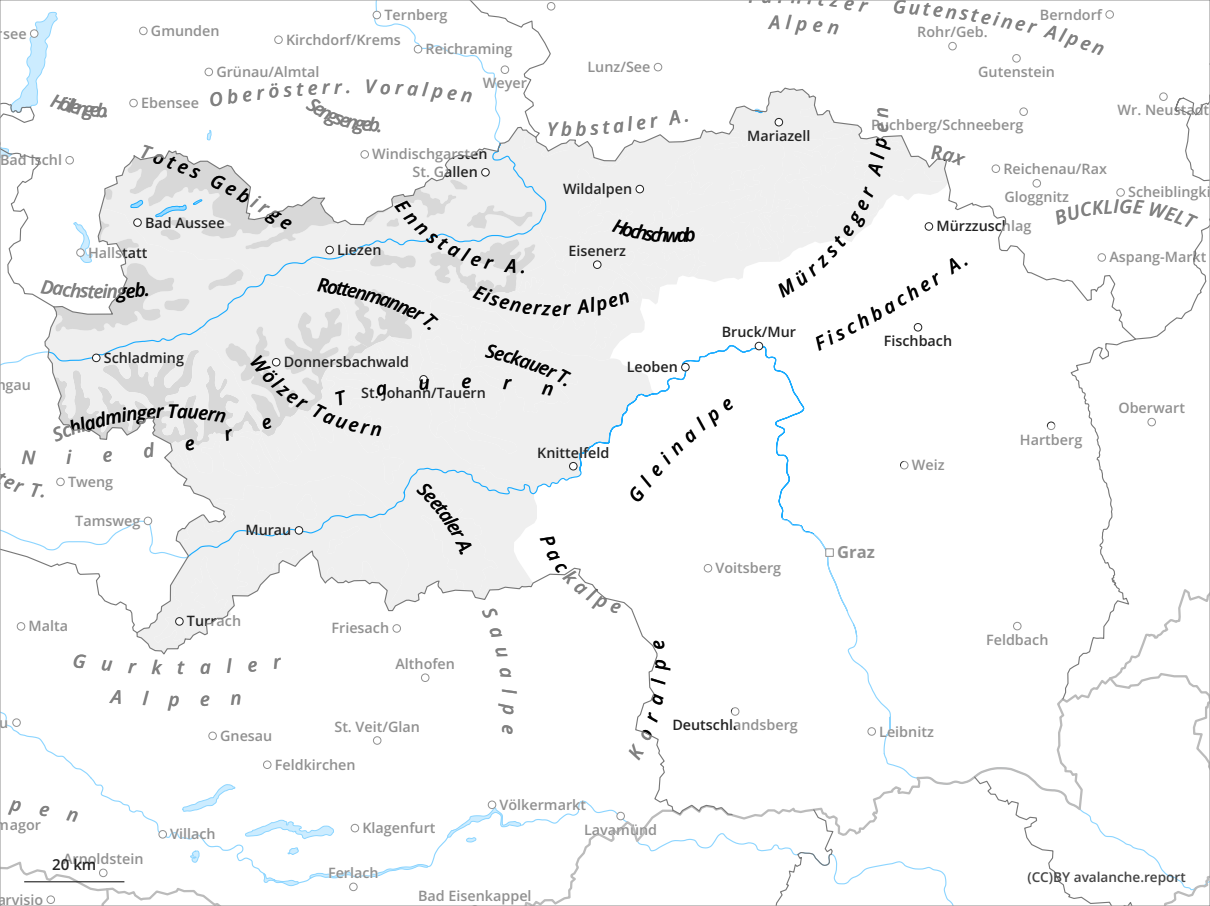 Ternberg
Gutensteiner Alpen
Alpen
Berndorf
Gmunden
Kirchdorf/Krems
Reichraming
Rohr/Geb.
Grünau/Almtal
Lunz/See
Gutenstein
Weyer
Oberösterr. Voralpen
Höllengeb.
Ebensee
Sengsengeb.
Ybbstaler A.
Mariazell
Puchberg/Schneeberg
Wr. Neustadt
Bad Ischl
Totes Gebirge
Windischgarsten
St. Gallen
Rax
Reichenau/Rax
Gloggnitz
Wildalpen
BUCKLIGE WELT
Bad Aussee
Ennstaler A.
Hochschwab
Mürzsteger Alpen
Mürzzuschlag
Hallstatt
Liezen
Eisenerz
Aspang-Markt
Dachsteingeb.
Rottenmanner T.
Eisenerzer Alpen
Fischbacher A.
Bruck/Mur
Fischbach
Schladming
Donnersbachwald
Seckauer T.
Leoben
St. Johann/Tauern
Wölzer Tauern
Schladminger Tauern
Niedere Tauern
Gleinalpe
Oberwart
Hartberg
Knittelfeld
Weiz
ter T.
Tweng
Seetaler A.
Tamsweg
Murau
Packalpe
Graz
Voitsberg
Malta
Turrach
Friesach
Saualpe
Feldbach
Gurktaler
Alpen
Althofen
Koralpe
Deutschlandsberg
St. Veit/Glan
Gnesau
Leibnitz
Feldkirchen
Völkermarkt
Villach
Klagenfurt
Lavamünd
Arnoldstein
20 km
Ferlach
(CC)BY avalanche.report
Bad Eisenkappel